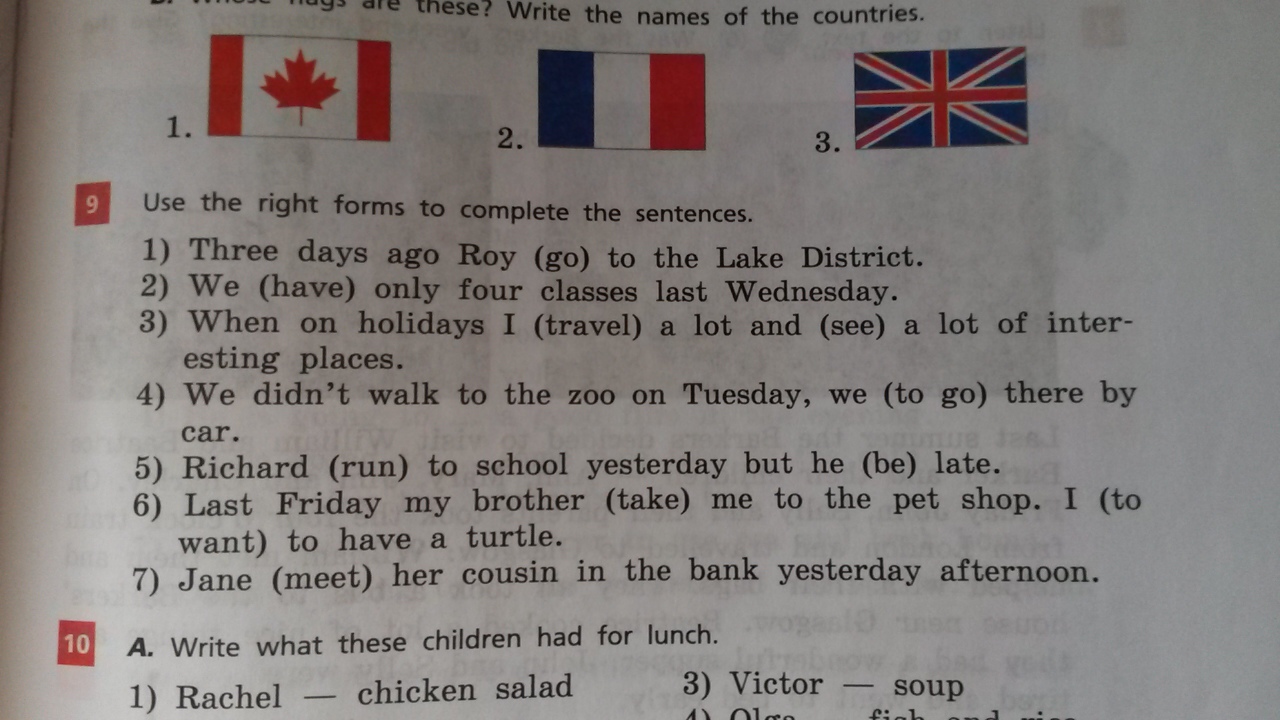 flags are these? Write the names of the countries.
1.
2.
3.
9 Use the right forms to complete the sentences.
1) Three days ago Roy (go) to the Lake District.
2) We (have) only four classes last Wednesday.
3) When on holidays I (travel) a lot and (see) a lot of inter-
esting places.
4) We didn't walk to the zoo on Tuesday, we (to go) there by
car.
5) Richard (run) to school yesterday but he (be) late.
6) Last Friday my brother (take) me to the pet shop. I (to
want) to have a turtle.
7) Jane (meet) her cousin in the bank yesterday afternoon.
10 A. Write what these children had for lunch.
1) Rachel — chicken salad
3) Victor — soup